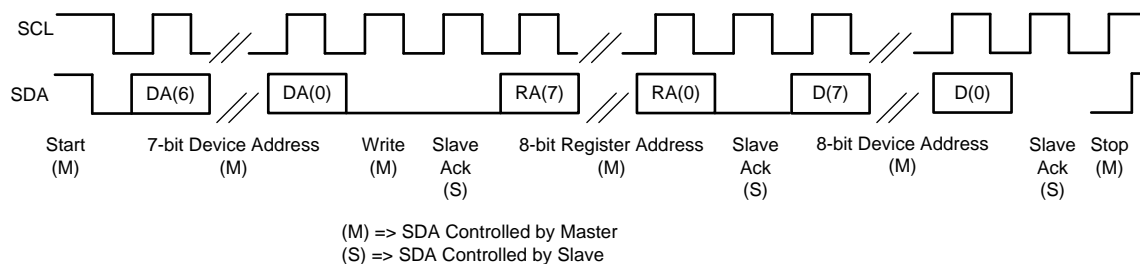 SCL
SDA
DA(6) DA(0) RA(7) RA(0) D(7) D(0)
Start 7-bit Device Address Write Slave 8-bit Register Address Slave 8-bit Device Address Slave Stop
(M) (M) (M) Ack (M) Ack (M) Ack (M)
(S) (S) (S)
(M) => SDA Controlled by Master
(S) => SDA Controlled by Slave